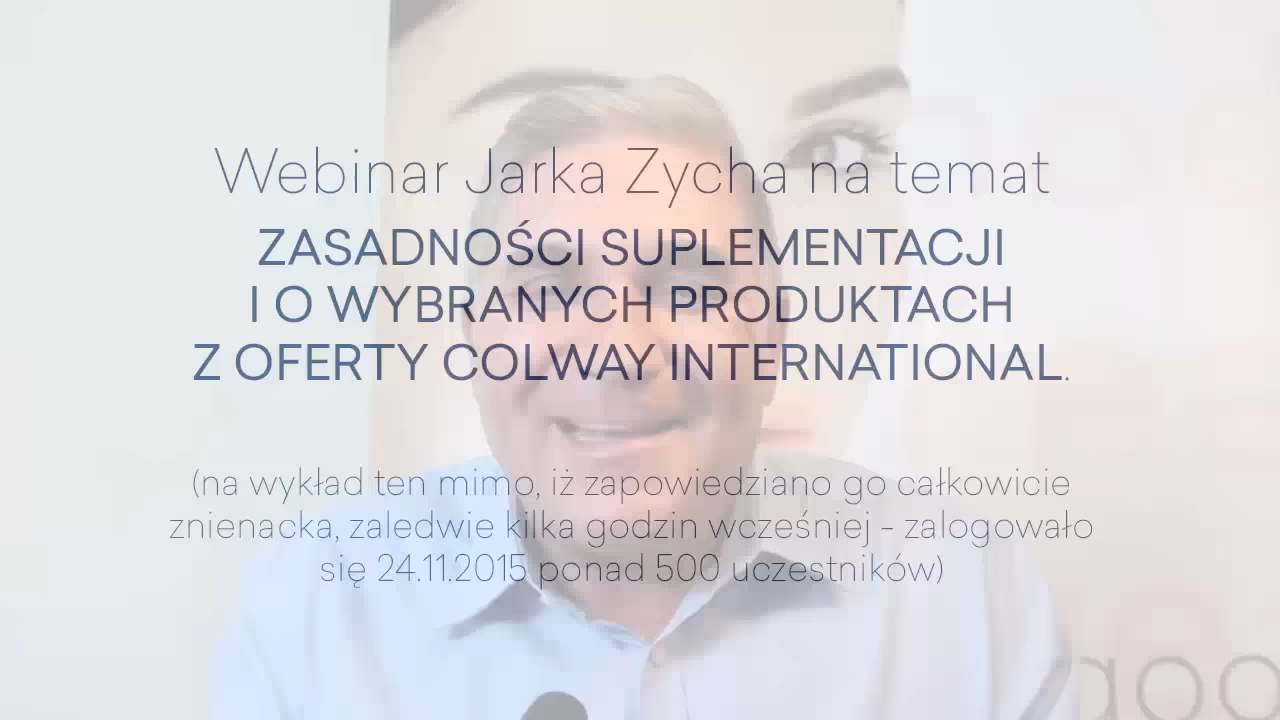 Webinar Jarka Zycha na temat
ZASADNOŚCI SUPLEMENTACJI
I O WYBRANYCH PRODUKTACH
Z OFERTY COLWAY INTERNATIONAL.
(na wykład ten mimo, iż zapowiedziano go całkowicie
znienacka, zaledwie kilka godzin wcześniej - zalogowało
się 24.11.2015 ponad 500 uczestników)